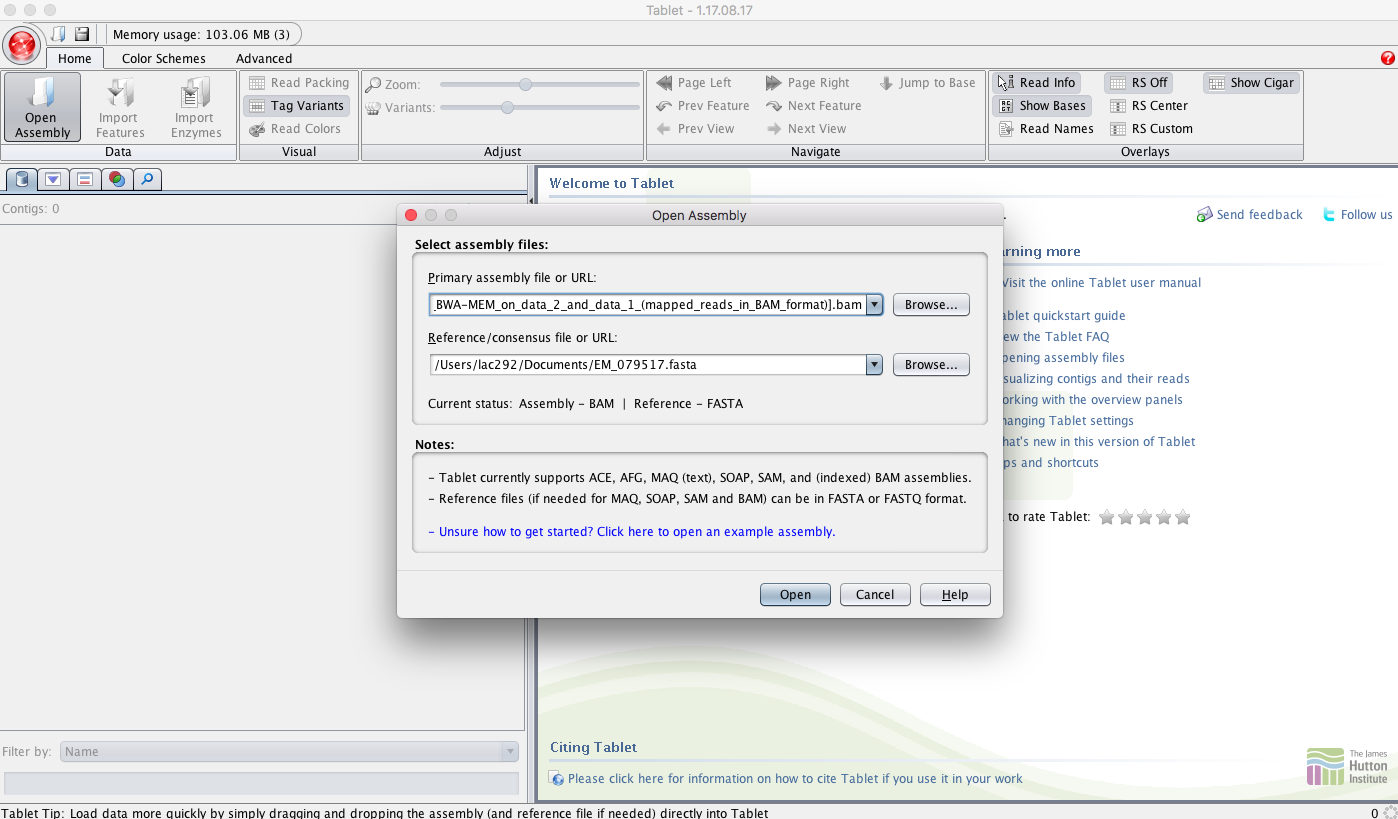 Tablet - 1.17.08.17
Memory usage: 103.06 MB (3)
Home Color Schemes Advanced
Open Assembly
Import Features
Import Enzymes
Data
Read Packing
Tag Variants
Read Colors
Visual
Zoom:
Variants:
Adjust
Page Left Page Right Jump to Base
Prev Feature Next Feature
Prev View Next View
Navigate
Read Info RS Off Show Cigar
Show Bases RS Center
Read Names RS Custom
Overlays
Contigs: 0
Welcome to Tablet
Send feedback Follow us
Open Assembly
Select assembly files:
Primary assembly file or URL:
BWA-MEM_on_data_2_and_data_1_(mapped_reads_in_BAM_format)].bam Browse...
Reference/consensus file or URL:
/Users/lac292/Documents/EM_079517.fasta Browse...
Current status: Assembly - BAM | Reference - FASTA
Notes:
- Tablet currently supports ACE, AFG, MAQ (text), SOAP, SAM, and (indexed) BAM assemblies.
- Reference files (if needed for MAQ, SOAP, SAM and BAM) can be in FASTA or FASTQ format.
- Unsure how to get started? Click here to open an example assembly.
Open Cancel Help
rning more
Visit the online Tablet user manual
ablet quickstart guide
ew the Tablet FAQ
pening assembly files
sualizing contigs and their reads
orking with the overview panels
hanging Tablet settings
hat's new in this version of Tablet
ps and shortcuts
to rate Tablet:
Filter by: Name
Citing Tablet
Please click here for information on how to cite Tablet if you use it in your work
The James
Hutton
Institute
Tablet Tip: Load data more quickly by simply dragging and dropping the assembly (and reference file if needed) directly into Tablet 0